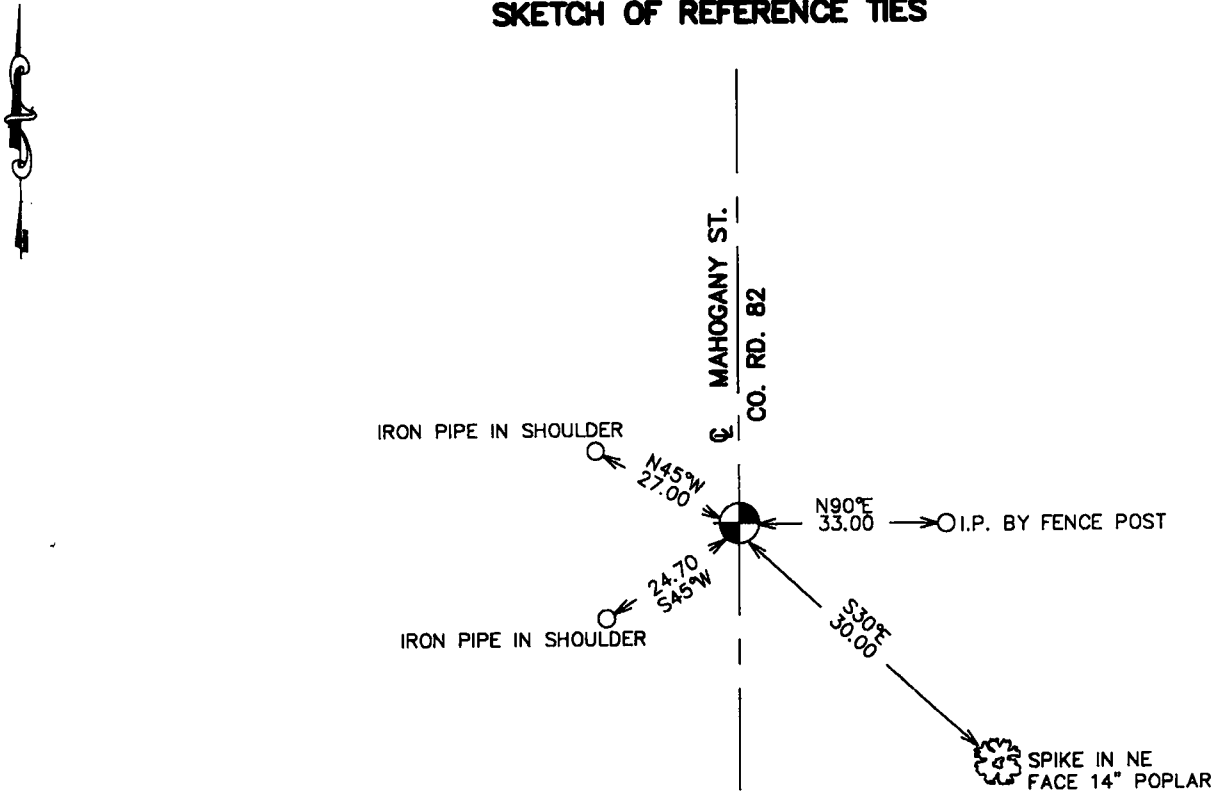 SKETCH OF REFERENCE TIES
MAHOGANY ST.
CO. RD. 82
℄
IRON PIPE IN SHOULDER
N45°W
27.00
N90°E
33.00
I.P. BY FENCE POST
24.70
S45°W
IRON PIPE IN SHOULDER
S30°E
30.00
SPIKE IN NE
FACE 14" POPLAR